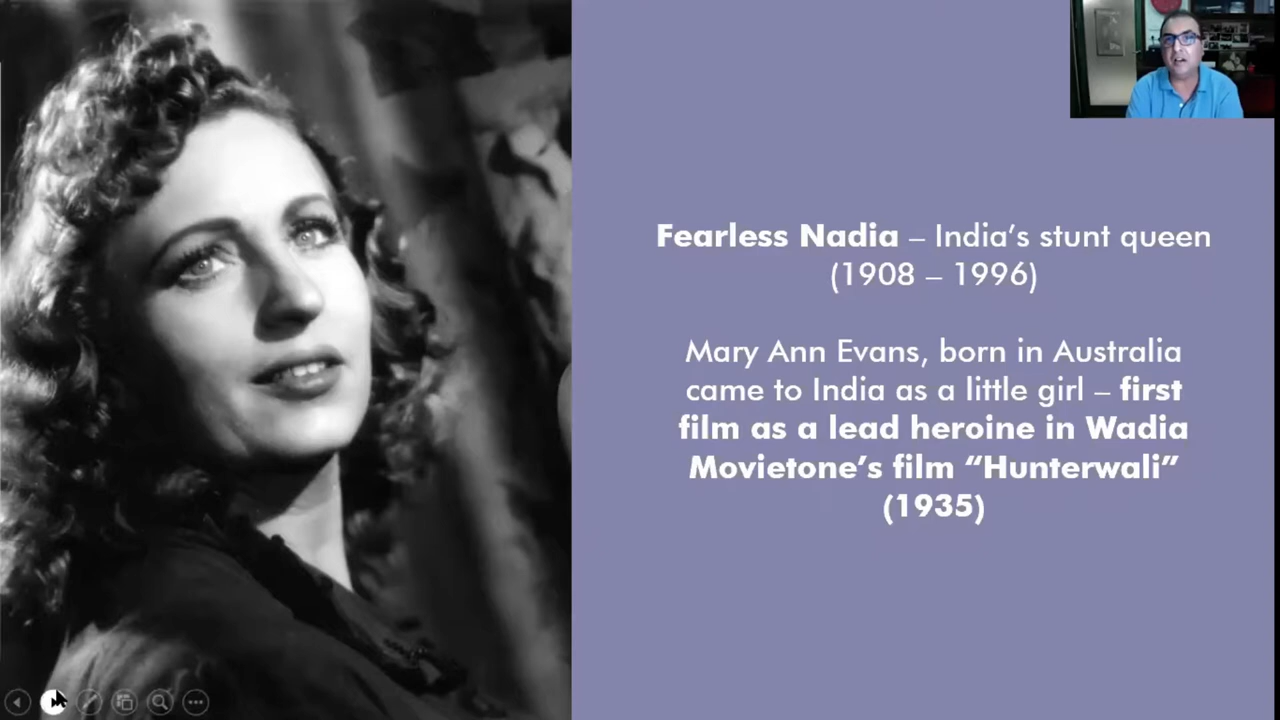 Fearless Nadia – India’s stunt queen
(1908 – 1996)
Mary Ann Evans, born in Australia
came to India as a little girl – first
film as a lead heroine in Wadia
Movietone’s film “Hunterwali”
(1935)